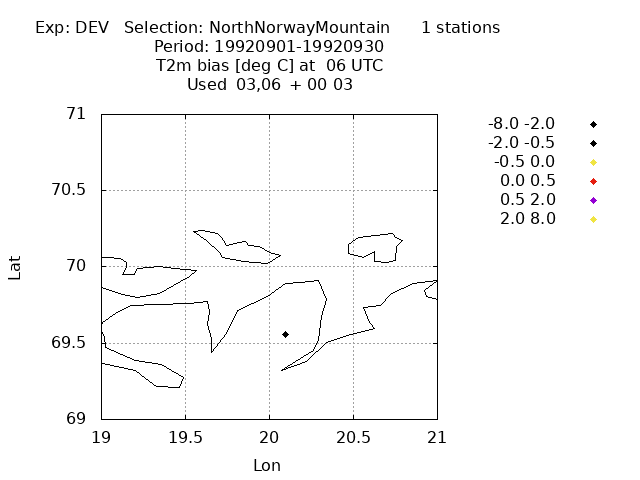 Exp: DEV Selection: NorthNorwayMountain 1 stations
Period: 19920901-19920930
T2m bias [deg C] at 06 UTC
Used 03,06 + 00 03
71
70.5
70
69.5
69
Lat
19 19.5 20 20.5 21
Lon
-8.0 -2.0
-2.0 -0.5
-0.5 0.0
0.0 0.5
0.5 2.0
2.0 8.0